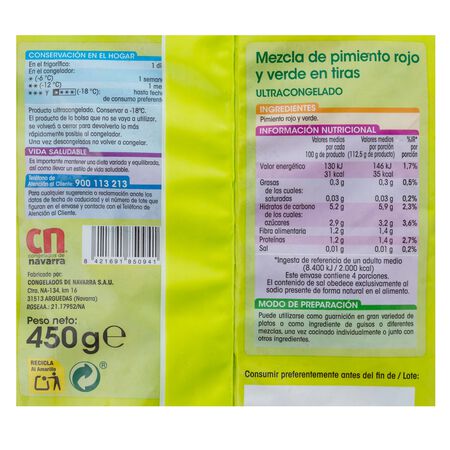 CONSERVACIÓN EN EL HOGAR
En el frigorífico: 1 día
En el congelador:
* (-6 °C) 1 semana
** (-12 °C) 1 mes
*** Y (-18°C): hasta fecha
de consumo preferente
Producto ultracongelado. Conservar a -18°C.
El producto de la bolsa que no se vaya a utilizar,
se volverá a cerrar para devolverlo lo más
rápidamente posible al congelador.
Una vez descongelado no volver a congelar.
VIDA SALUDABLE
Es importante mantener una dieta variada y equilibrada,
así como llevar un estilo de vida saludable.
Teléfono de
Atención al Cliente 900 113 213
Para cualquier sugerencia o reclamación anote los
datos que figuran en el recuadro blanco, conserve
el envase y contacte con el Teléfono de
Atención al Cliente.
CN
congelados de
navarra
8 421691 950941
Fabricado por:
CONGELADOS DE NAVARRA S.A.U.
Ctra. NA-134, km 16
31513 ARGUEDAS (Navarra)
RGSEAA.: 21.17952/NA
Peso neto:
450g e
RECICLA
Al Amarillo
Mezcla de pimiento rojo
y verde en tiras
ULTRACONGELADO
INGREDIENTES
Pimiento rojo y verde.
INFORMACIÓN NUTRICIONAL
Valores medios por cada 100 g de producto
Valores medios por porción (112.5 g de producto)
%IR* por porción
Valor energético 130 kJ 146 kJ 1,7%
31 kcal 35 kcal
Grasas 0,3 g 0,3 g 0,5%
de las cuales
saturadas 0,03 g 0,03 g 0,2%
Hidratos de carbono 5,2 g 5,9 g 2,3%
de los cuales
azúcares 2,9 g 3,2 g 3,6%
Fibra alimentaria 1,2 g 1,4 g
Proteínas 1,2 g 1,4 g 2,7%
Sal 0,01 g 0,01 g 0,2%
*Ingesta de referencia de un adulto medio
(8.400 kJ / 2.000 kcal)
Este envase contiene 4 porciones.
El contenido de sal obedece exclusivamente al
sodio presente de forma natural en el alimento.
MODO DE PREPARACIÓN
Puede utilizarse como guarnición en gran variedad de
platos o como ingrediente de guisos o diferentes
mezclas, una vez cocinado individualmente o junto
con otros ingredientes.
Consumir preferentemente antes del fin de / Lote: